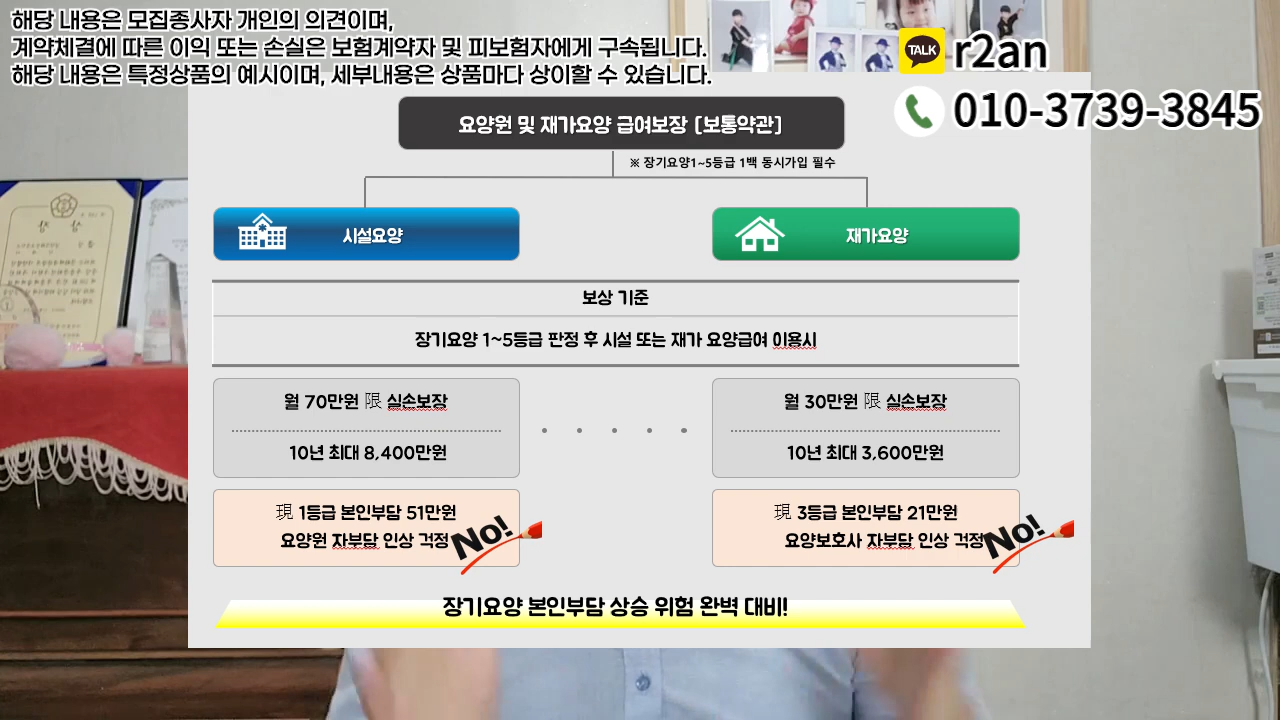 해당 내용은 모집종사자 개인의 의견이며,
계약체결에 따른 이익 또는 손실은 보험계약자 및 피보험자에게 구속됩니다.
해당 내용은 특정상품의 예시이며, 세부내용은 상품마다 상이할 수 있습니다.
TALK r2an
010-3739-3845
요양원 및 재가요양 급여보장 [보통약관]
※ 장기요양1~5등급 1백 동시가입 필수
시설요양
재가요양
보상 기준
장기요양 1~5등급 판정 후 시설 또는 재가 요양급여 이용시
월 70만원 限 실손보장
10년 최대 8,400만원
월 30만원 限 실손보장
10년 최대 3,600만원
現 1등급 본인부담 51만원
요양원 자부담 인상 걱정 No!
現 3등급 본인부담 21만원
요양보호사 자부담 인상 걱정 No!
장기요양 본인부담 상승 위험 완벽 대비!